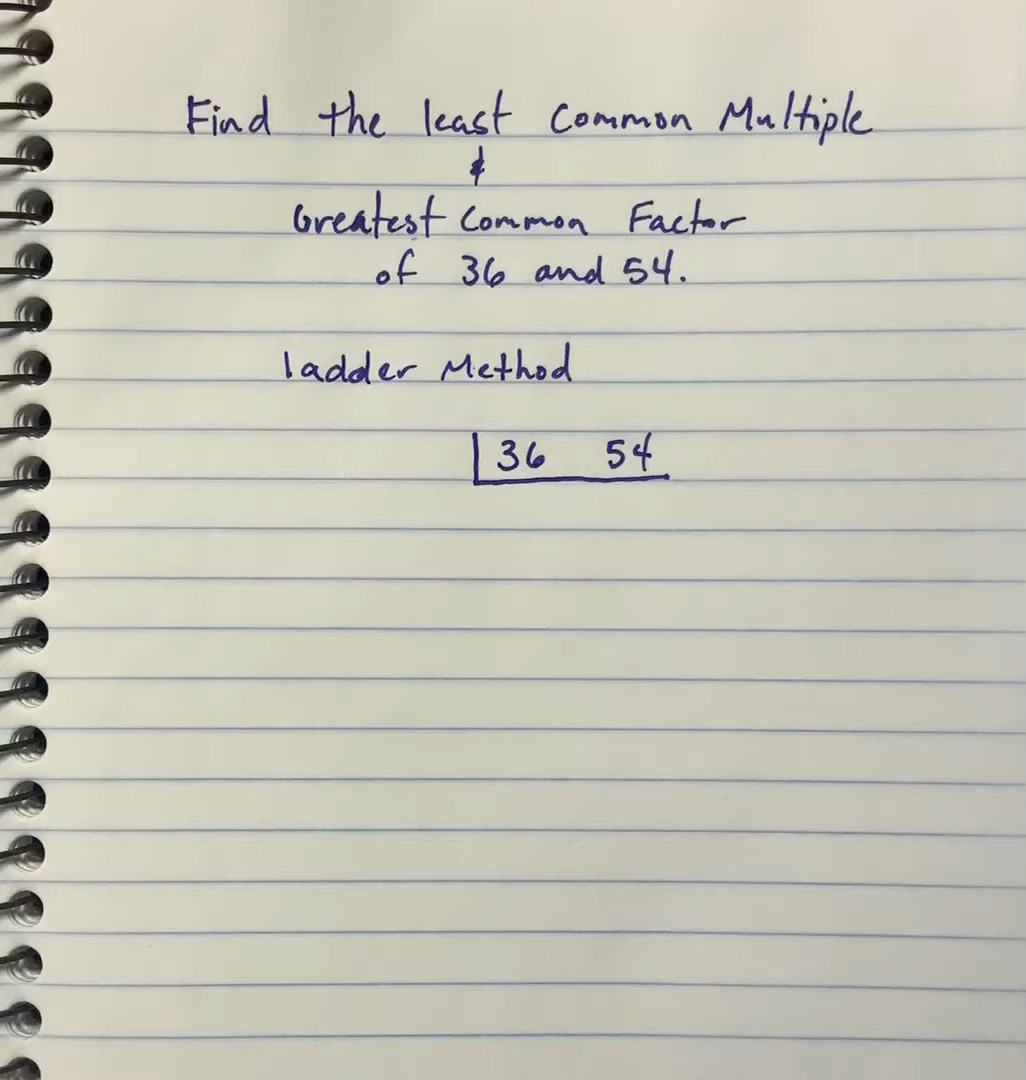 Find the least Common Multiple
&
Greatest Common Factor
of 36 and 54.
ladder Method
36 54